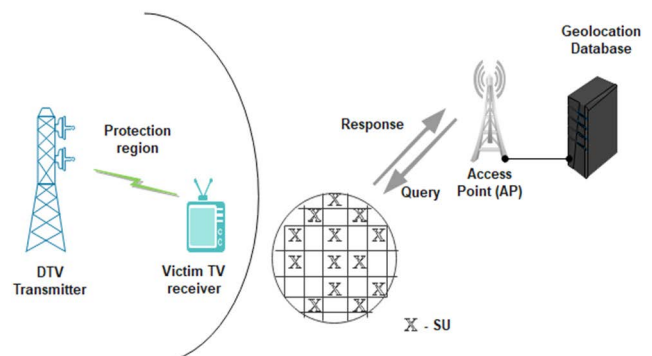 Geolocation
Database
Protection
region
Response
Query
Access
Point (AP)
DTV
Transmitter
Victim TV
receiver
X
X X
X X X
X X X
X X
X X
X - SU